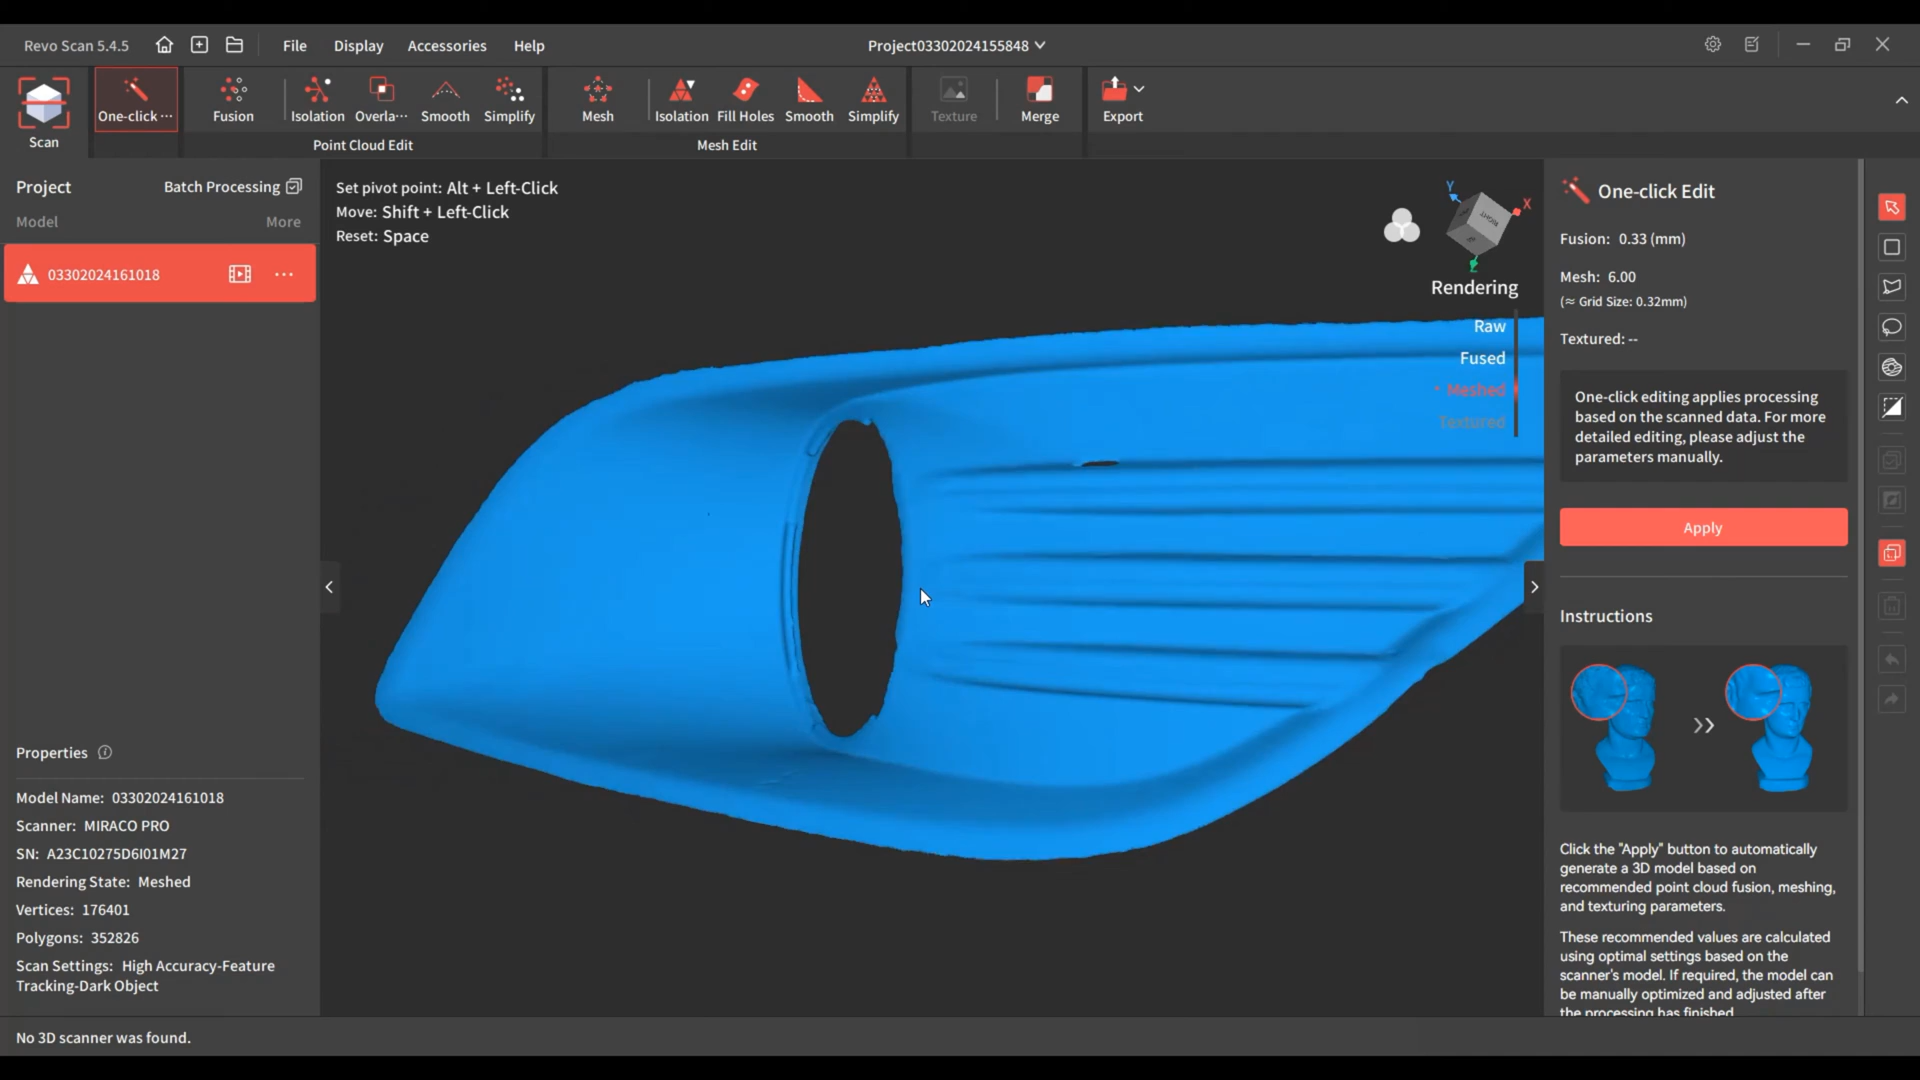 Revo Scan 5.4.5
File
Display
Accessories
Help
Project03302024155848
Scan
One-click ···
Fusion
Isolation
Overla···
Smooth
Simplify
Point Cloud Edit
Mesh
Isolation
Fill Holes
Smooth
Simplify
Mesh Edit
Texture
Merge
Export
Project
Batch Processing
Model
More
03302024161018
Set pivot point: Alt + Left-Click
Move: Shift + Left-Click
Reset: Space
Y
X
Z
RIGHT
Rendering
Raw
Fused
Meshed
Textured
One-click Edit
Fusion: 0.33 (mm)
Mesh: 6.00
(≈ Grid Size: 0.32mm)
Textured: --
One-click editing applies processing
based on the scanned data. For more
detailed editing, please adjust the
parameters manually.
Apply
Instructions
Click the "Apply" button to automatically
generate a 3D model based on
recommended point cloud fusion, meshing,
and texturing parameters.
These recommended values are calculated
using optimal settings based on the
scanner's model. If required, the model can
be manually optimized and adjusted after
the processing has finished.
Properties
Model Name: 03302024161018
Scanner: MIRACO PRO
SN: A23C10275D6I01M27
Rendering State: Meshed
Vertices: 176401
Polygons: 352826
Scan Settings: High Accuracy-Feature
Tracking-Dark Object
No 3D scanner was found.